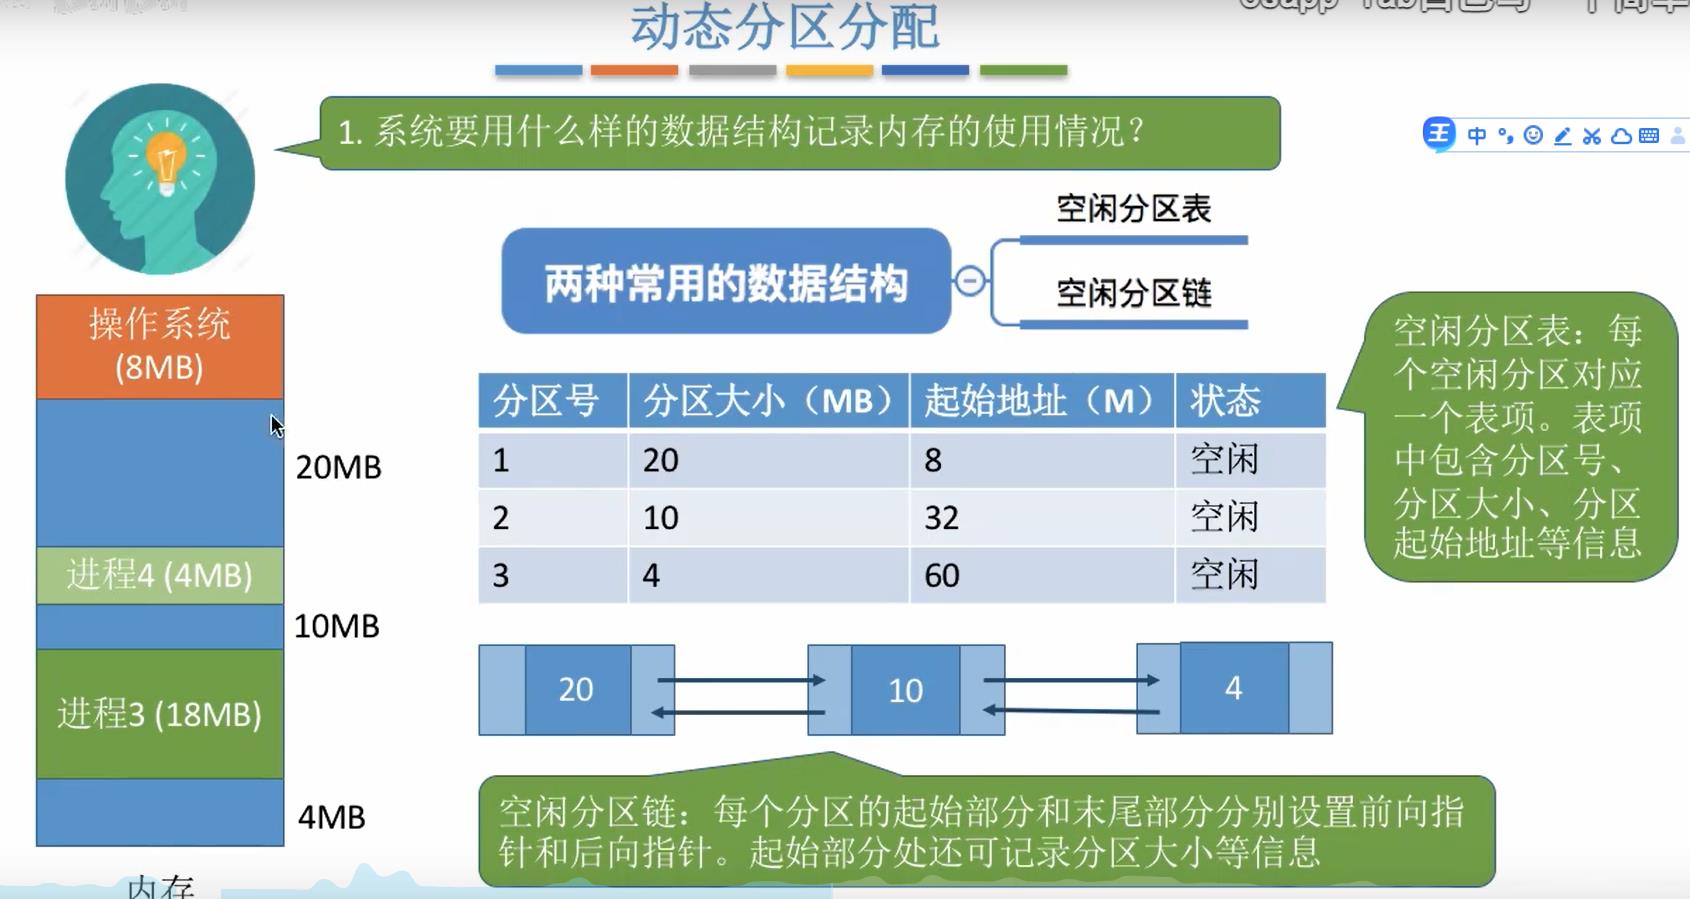 动态分区分配
1. 系统要用什么样的数据结构记录内存的使用情况？
王 中
空闲分区表
两种常用的数据结构
空闲分区链
操作系统
(8MB)
20MB
进程4 (4MB)
10MB
进程3 (18MB)
4MB
内存
分区号 分区大小（MB） 起始地址（M） 状态
1 20 8 空闲
2 10 32 空闲
3 4 60 空闲
空闲分区表：每
个空闲分区对应
一个表项。表项
中包含分区号、
分区大小、分区
起始地址等信息
20 10 4
空闲分区链：每个分区的起始部分和末尾部分分别设置前向指
针和后向指针。起始部分处还可记录分区大小等信息